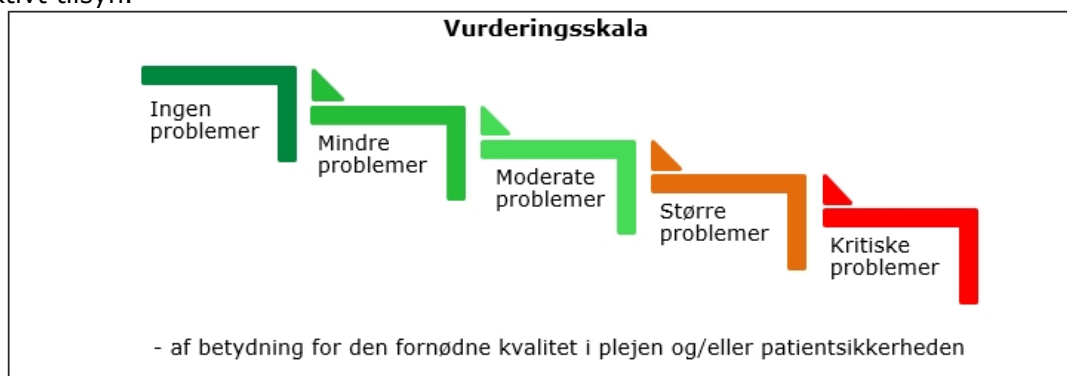 Vurderingsskala
Ingen
problemer
Mindre
problemer
Moderate
problemer
Større
problemer
Kritiske
problemer
- af betydning for den fornødne kvalitet i plejen og/eller patientsikkerheden